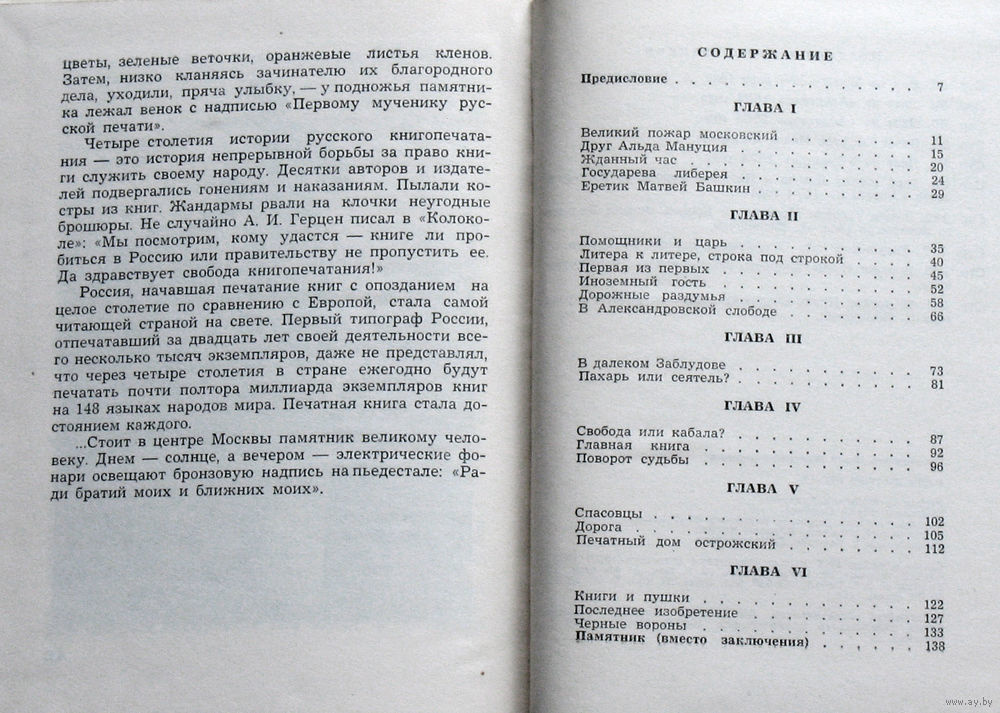 цветы, зеленые веточки, оранжевые листья кленов.
Затем, низко кланяясь зачинателю их благородного
дела, уходили, пряча улыбку, — у подножья памятни-
ка лежал венок с надписью «Первому мученику рус-
ской печати».
Четыре столетия истории русского книгопечата-
ния — это история непрерывной борьбы за право кни-
ги служить своему народу. Десятки авторов и издате-
лей подвергались гонениям и наказаниям. Пылали ко-
стры из книг. Жандармы рвали на клочки неугодные
брошюры. Не случайно А. И. Герцен писал в «Колоко-
ле»: «Мы посмотрим, кому удастся — книге ли про-
биться в Россию или правительству не пропустить ее.
Да здравствует свобода книгопечатания!»
Россия, начавшая печатание книг с опозданием на
целое столетие по сравнению с Европой, стала самой
читающей страной на свете. Первый типограф России,
отпечатавший за двадцать лет своей деятельности все-
го несколько тысяч экземпляров, даже не представлял,
что через четыре столетия в стране ежегодно будут
печатать почти полтора миллиарда экземпляров книг
на 148 языках народов мира. Печатная книга стала до-
стоянием каждого.
...Стоит в центре Москвы памятник великому чело-
веку. Днем — солнце, а вечером — электрические фо-
нари освещают бронзовую надпись на пьедестале: «Ра-
ди братий моих и ближних моих».
СОДЕРЖАНИЕ
Предисловие . . . . . . . . . . . . . 7
ГЛАВА I
Великий пожар московский . . . . . . . . 11
Друг Альда Мануция . . . . . . . . . . 15
Жданный час . . . . . . . . . . . . 20
Государева либерея . . . . . . . . . . 24
Еретик Матвей Башкин . . . . . . . . . 29
ГЛАВА II
Помощники и царь . . . . . . . . . . 35
Литера к литере, строка под строкой . . . . . 40
Первая из первых . . . . . . . . . . . 45
Иноземный гость . . . . . . . . . . . 52
Дорожные раздумья . . . . . . . . . . 58
В Александровской слободе . . . . . . . . 66
ГЛАВА III
В далеком Заблудове . . . . . . . . . . 73
Пахарь или сеятель? . . . . . . . . . . 81
ГЛАВА IV
Свобода или кабала? . . . . . . . . . . 87
Главная книга . . . . . . . . . . . . 92
Поворот судьбы . . . . . . . . . . . 96
ГЛАВА V
Спасовцы . . . . . . . . . . . . . 102
Дорога . . . . . . . . . . . . . . 105
Печатный дом острожский . . . . . . . . 112
ГЛАВА VI
Книги и пушки . . . . . . . . . . . 122
Последнее изобретение . . . . . . . . . 127
Черные вороны . . . . . . . . . . . 133
Памятник (вместо заключения) . . . . . . 138
www.ay.by